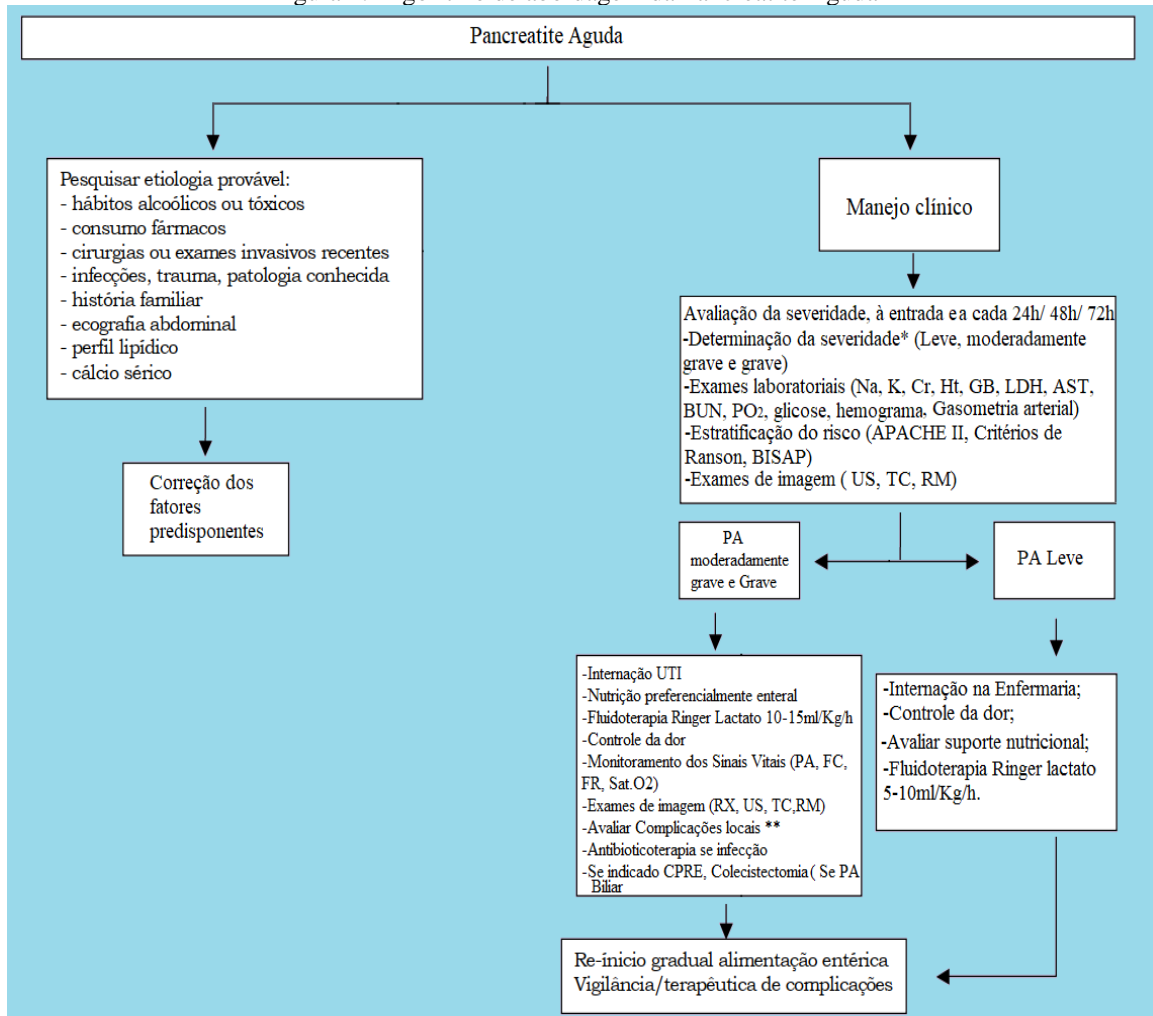 Pancreatite Aguda
Pesquisar etiologia provável:
- hábitos alcoólicos ou tóxicos
- consumo fármacos
- cirurgias ou exames invasivos recentes
- infecções, trauma, patologia conhecida
- história familiar
- ecografia abdominal
- perfil lipídico
- cálcio sérico
Correção dos
fatores
predisponentes
Manejo clínico
Avaliação da severidade, à entrada e a cada 24h/ 48h/ 72h
-Determinação da severidade* (Leve, moderadamente
grave e grave)
-Exames laboratoriais (Na, K, Cr, Ht, GB, LDH, AST,
BUN, PO₂, glicose, hemograma, Gasometria arterial)
-Estratificação do risco (APACHE II, Critérios de
Ranson, BISAP)
-Exames de imagem ( US, TC, RM)
PA
moderadamente
grave e Grave
PA Leve
-Internação UTI
-Nutrição preferencialmente enteral
-Fluidoterapia Ringer Lactato 10-15ml/Kg/h
-Controle da dor
-Monitoramento dos Sinais Vitais (PA, FC,
FR, Sat.O2)
-Exames de imagem (RX, US, TC,RM)
-Avaliar Complicações locais **
-Antibioticoterapia se infecção
-Se indicado CPRE, Colecistectomia ( Se PA
Biliar
-Internação na Enfermaria;
-Controle da dor;
-Avaliar suporte nutricional;
-Fluidoterapia Ringer lactato
5-10ml/Kg/h.
Re-ínicio gradual alimentação entérica
Vigilância/terapêutica de complicações